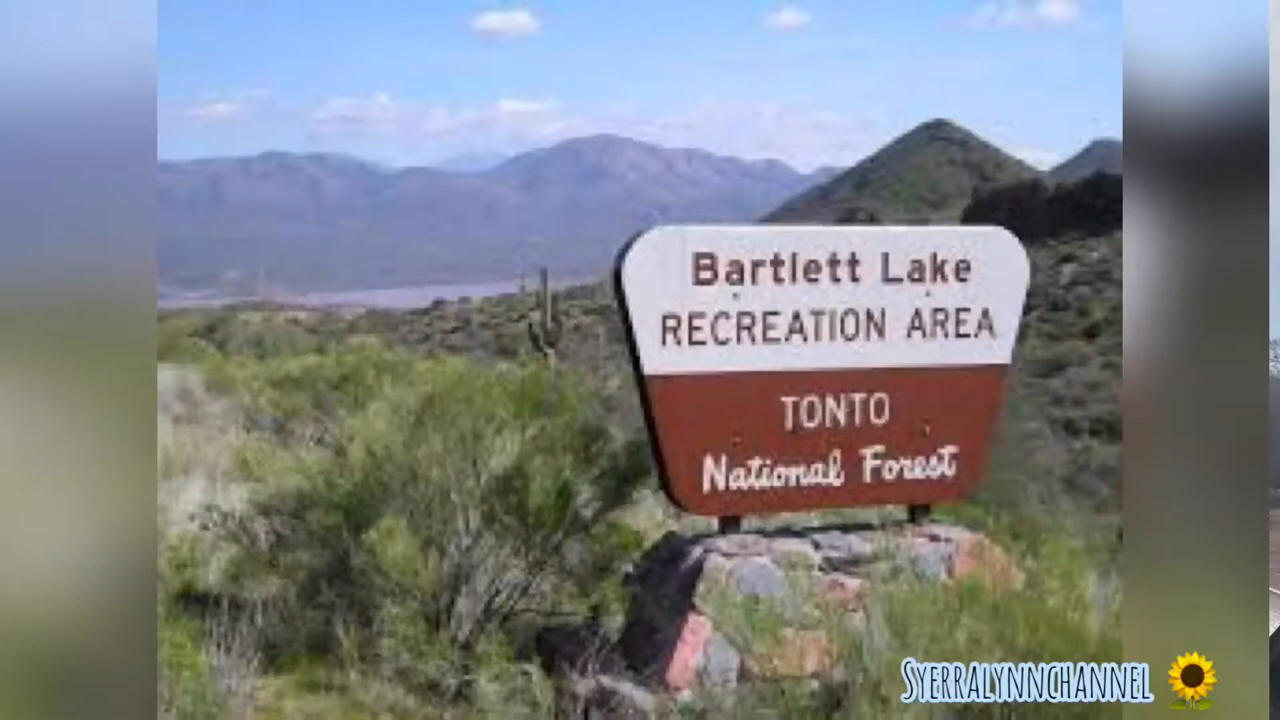 Bartlett Lake
RECREATION AREA
TONTO
National Forest
SYERRALYNNCHANNEL